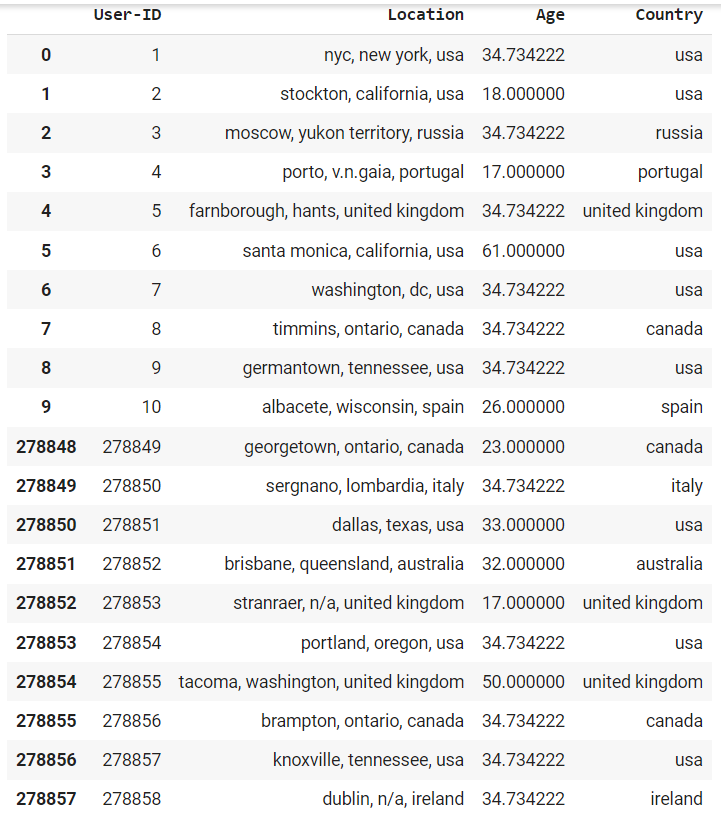 User-ID Location Age Country
0 1 nyc, new york, usa 34.734222 usa
1 2 stockton, california, usa 18.000000 usa
2 3 moscow, yukon territory, russia 34.734222 russia
3 4 porto, v.n.gaia, portugal 17.000000 portugal
4 5 farnborough, hants, united kingdom 34.734222 united kingdom
5 6 santa monica, california, usa 61.000000 usa
6 7 washington, dc, usa 34.734222 usa
7 8 timmins, ontario, canada 34.734222 canada
8 9 germantown, tennessee, usa 34.734222 usa
9 10 albacete, wisconsin, spain 26.000000 spain
278848 278849 georgetown, ontario, canada 23.000000 canada
278849 278850 sergnano, lombardia, italy 34.734222 italy
278850 278851 dallas, texas, usa 33.000000 usa
278851 278852 brisbane, queensland, australia 32.000000 australia
278852 278853 stranraer, n/a, united kingdom 17.000000 united kingdom
278853 278854 portland, oregon, usa 34.734222 usa
278854 278855 tacoma, washington, united kingdom 50.000000 united kingdom
278855 278856 brampton, ontario, canada 34.734222 canada
278856 278857 knoxville, tennessee, usa 34.734222 usa
278857 278858 dublin, n/a, ireland 34.734222 ireland